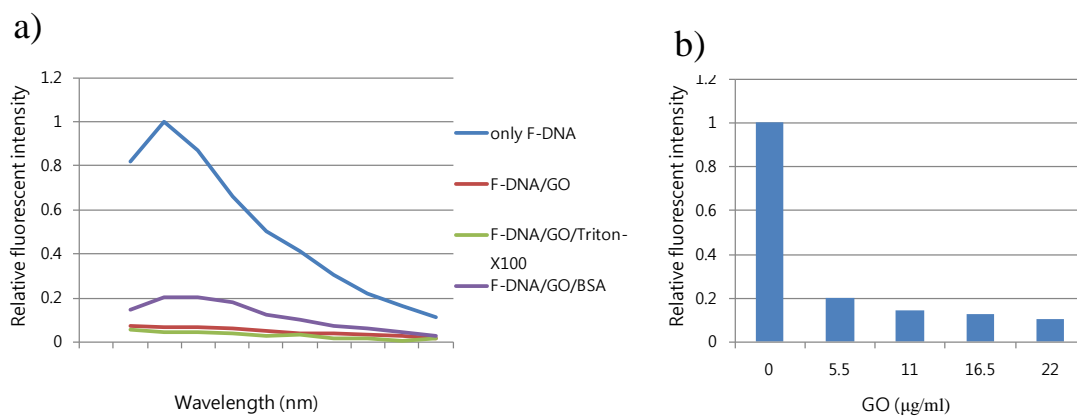 a)
Relative fluorescent intensity
1.2
1
0.8
0.6
0.4
0.2
0
Wavelength (nm)
only F-DNA
F-DNA/GO
F-DNA/GO/Triton-
X100
F-DNA/GO/BSA
b)
Relative fluorescent intensity
1.2
1
0.8
0.6
0.4
0.2
0
0 5.5 11 16.5 22
GO (μg/ml)